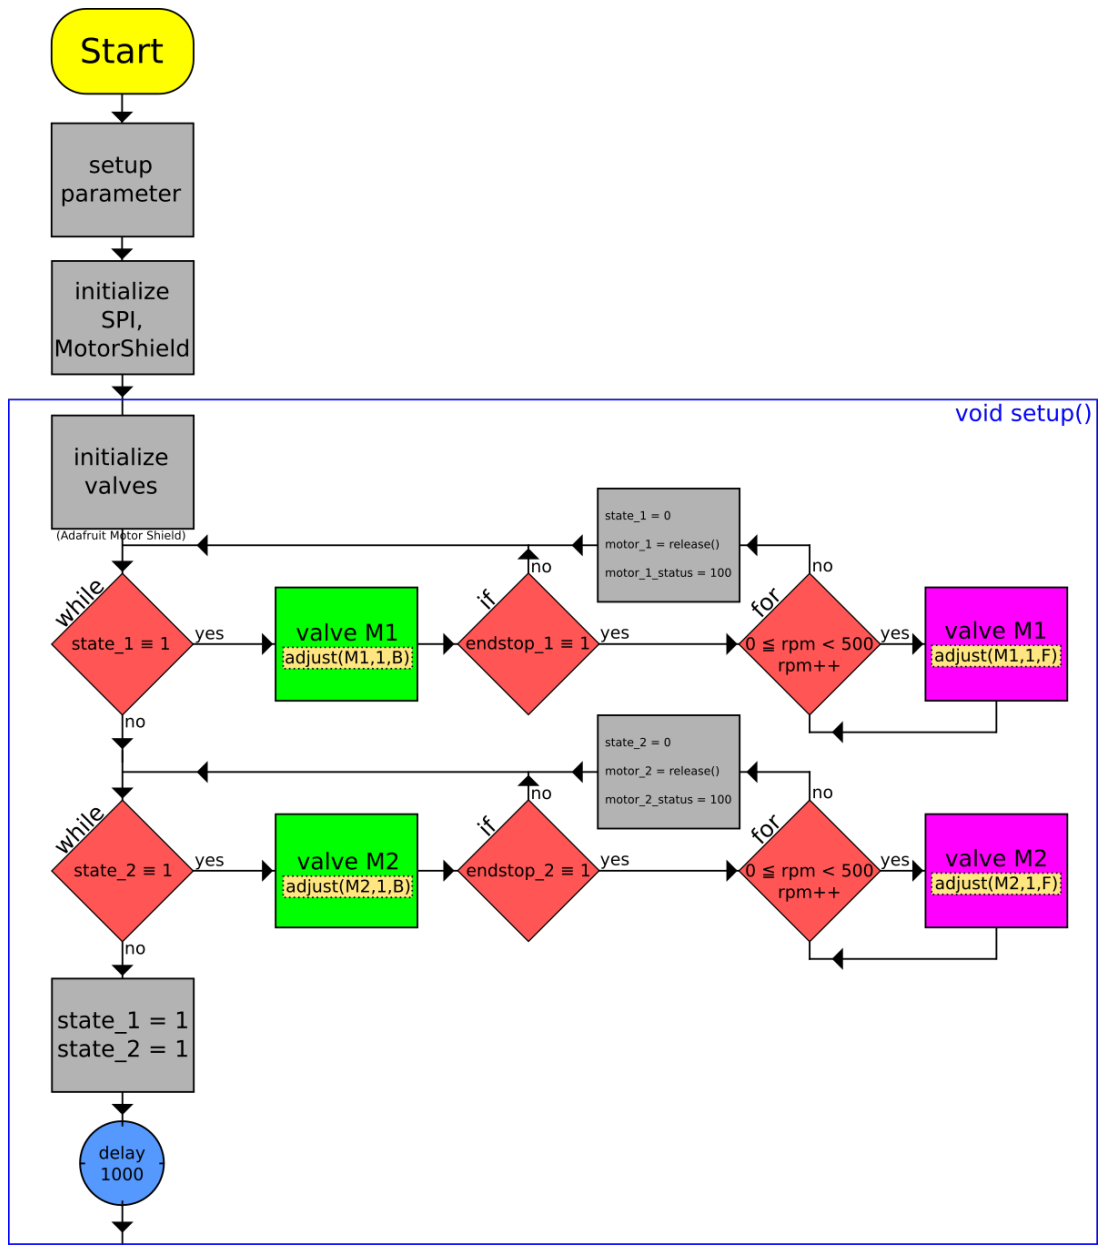 Start
setup
parameter
initialize
SPI,
MotorShield
void setup()
initialize
valves
(Adafruit Motor Shield)
state_1 = 0
motor_1 = release()
motor_1_status = 100
while
state_1 ≡ 1
yes
no
valve M1
adjust(M1,1,B)
if
endstop_1 ≡ 1
no
yes
for
0 ≦ rpm < 500
rpm++
no
yes
valve M1
adjust(M1,1,F)
state_2 = 0
motor_2 = release()
motor_2_status = 100
while
state_2 ≡ 1
yes
no
valve M2
adjust(M2,1,B)
if
endstop_2 ≡ 1
no
yes
for
0 ≦ rpm < 500
rpm++
no
yes
valve M2
adjust(M2,1,F)
state_1 = 1
state_2 = 1
delay
1000